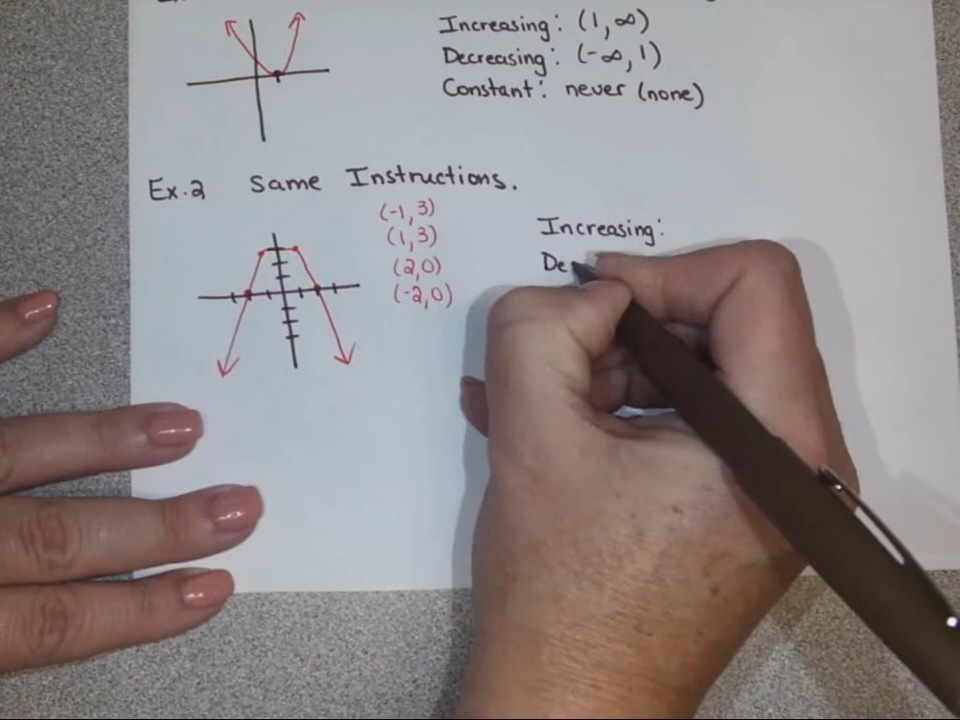 Increasing: (1, ∞)
Decreasing: (-∞, 1)
Constant: never (none)
Ex.2 Same Instructions.
(-1, 3)
(1, 3)
(2, 0)
(-2, 0)
Increasing:
De